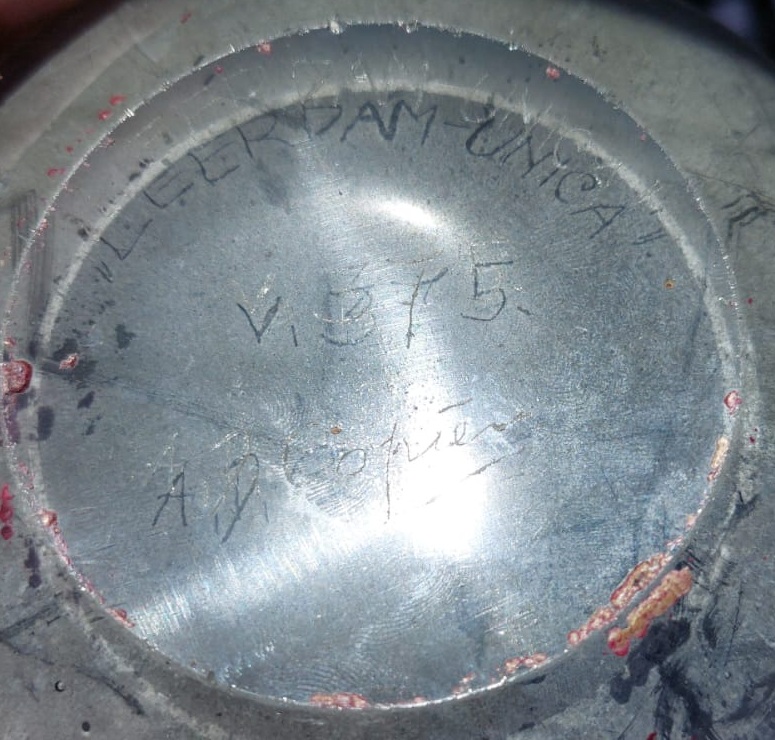 "LEERDAM-UNICA"
V. 375.
A.D. Copier